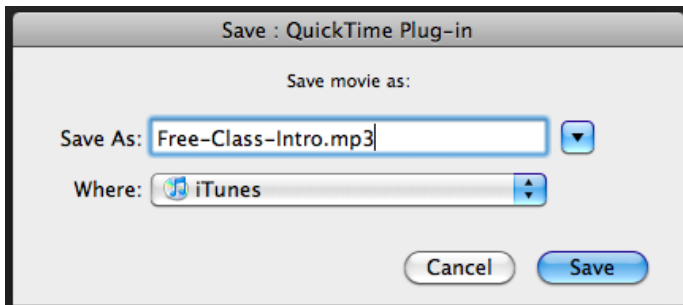 Save : QuickTime Plug-in
Save movie as:
Save As: Free-Class-Intro.mp3
Where: iTunes
Cancel Save